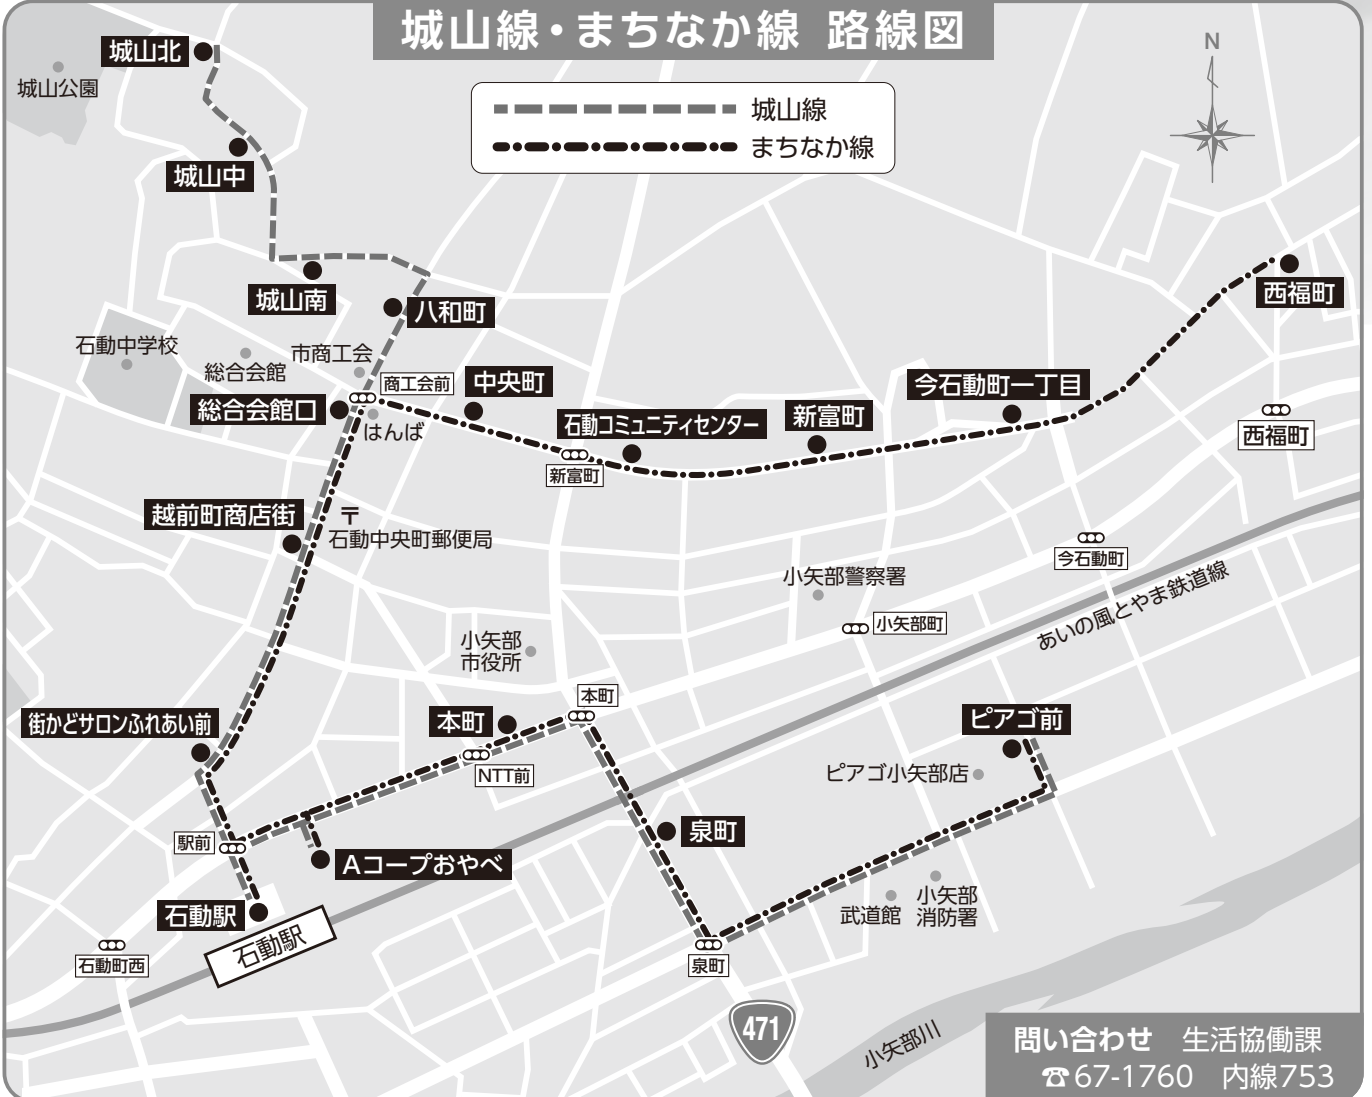 城山線・まちなか線 路線図
城山線
まちなか線
N
城山北
城山公園
城山中
城山南
八和町
西福町
石動中学校
総合会館
市商工会
商工会前
中央町
今石動町一丁目
総合会館口
はんば
石動コミュニティセンター
新富町
西福町
新富町
越前町商店街
〒
石動中央町郵便局
今石動町
小矢部警察署
あいの風とやま鉄道線
小矢部町
小矢部
市役所
本町
街かどサロンふれあい前
本町
ピアゴ前
NTT前
ピアゴ小矢部店
駅前
泉町
Aコープおやべ
石動駅
石動駅
武道館
小矢部
消防署
石動町西
泉町
471
小矢部川
問い合わせ 生活協働課
☎67-1760 内線753